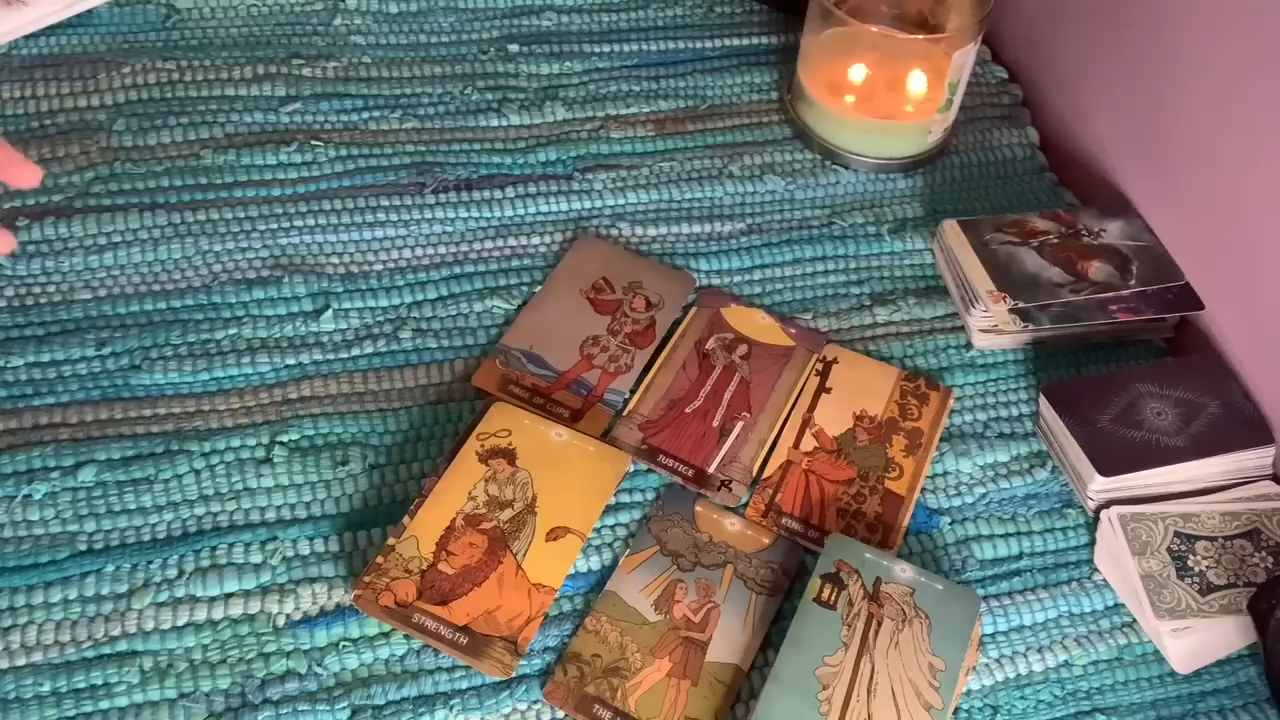 PAGE OF CUPS
JUSTICE
KING OF
STRENGTH
THE